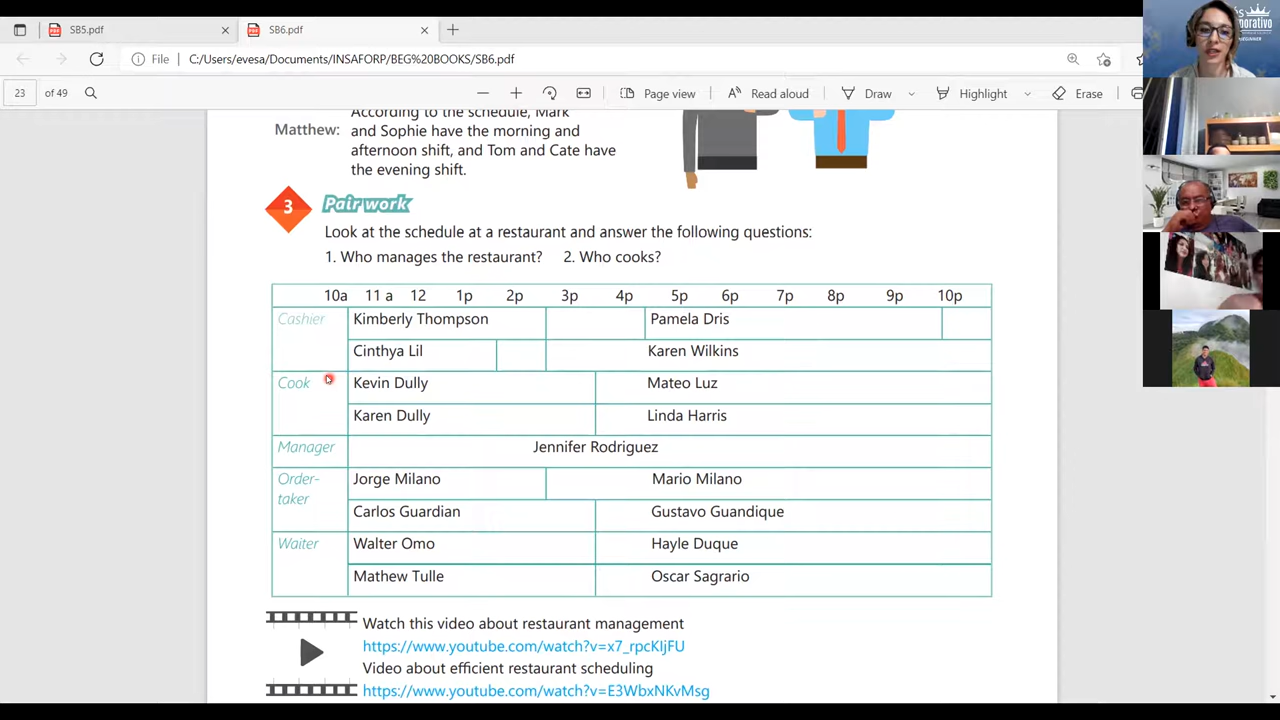 SB5.pdf
SB6.pdf
File C:/Users/evesa/Documents/INSAFORP/BEG%20BOOKS/SB6.pdf
23 of 49 Page view Read aloud Draw Highlight Erase
According to the schedule, Mark
Matthew: and Sophie have the morning and
afternoon shift, and Tom and Cate have
the evening shift.
3 Pair work
Look at the schedule at a restaurant and answer the following questions:
1. Who manages the restaurant? 2. Who cooks?
10a 11 a 12 1p 2p 3p 4p 5p 6p 7p 8p 9p 10p
Cashier Kimberly Thompson Pamela Dris
Cinthya Lil Karen Wilkins
Cook Kevin Dully Mateo Luz
Karen Dully Linda Harris
Manager Jennifer Rodriguez
Order- Jorge Milano Mario Milano
taker
Carlos Guardian Gustavo Guandique
Waiter Walter Omo Hayle Duque
Mathew Tulle Oscar Sagrario
Watch this video about restaurant management
https://www.youtube.com/watch?v=x7_rpcKIjFU
Video about efficient restaurant scheduling
https://www.youtube.com/watch?v=E3WbxNKvMsg